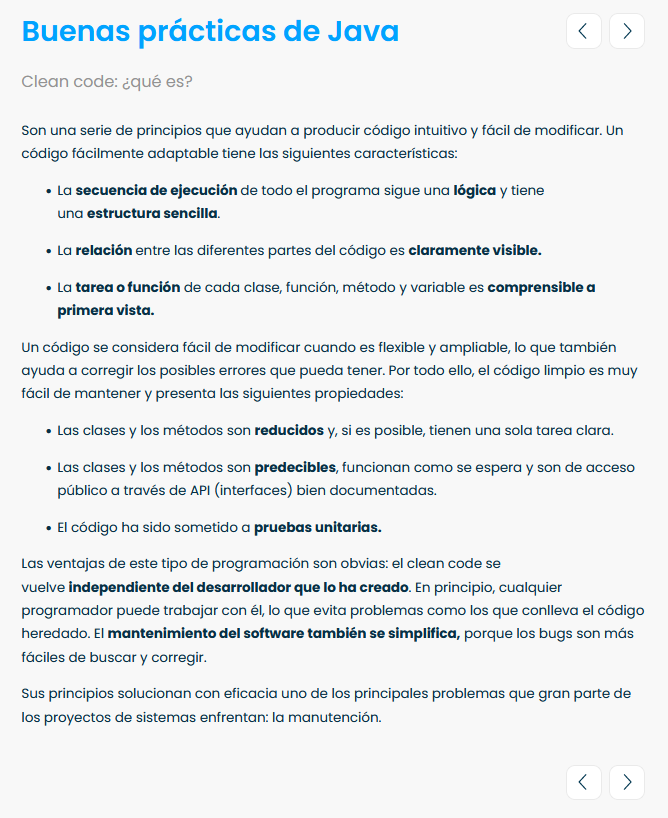 Buenas prácticas de Java
Clean code: ¿qué es?
Son una serie de principios que ayudan a producir código intuitivo y fácil de modificar. Un
código fácilmente adaptable tiene las siguientes características:
• La secuencia de ejecución de todo el programa sigue una lógica y tiene
una estructura sencilla.
• La relación entre las diferentes partes del código es claramente visible.
• La tarea o función de cada clase, función, método y variable es comprensible a
primera vista.
Un código se considera fácil de modificar cuando es flexible y ampliable, lo que también
ayuda a corregir los posibles errores que pueda tener. Por todo ello, el código limpio es muy
fácil de mantener y presenta las siguientes propiedades:
• Las clases y los métodos son reducidos y, si es posible, tienen una sola tarea clara.
• Las clases y los métodos son predecibles, funcionan como se espera y son de acceso
público a través de API (interfaces) bien documentadas.
• El código ha sido sometido a pruebas unitarias.
Las ventajas de este tipo de programación son obvias: el clean code se
vuelve independiente del desarrollador que lo ha creado. En principio, cualquier
programador puede trabajar con él, lo que evita problemas como los que conlleva el código
heredado. El mantenimiento del software también se simplifica, porque los bugs son más
fáciles de buscar y corregir.
Sus principios solucionan con eficacia uno de los principales problemas que gran parte de
los proyectos de sistemas enfrentan: la manutención.